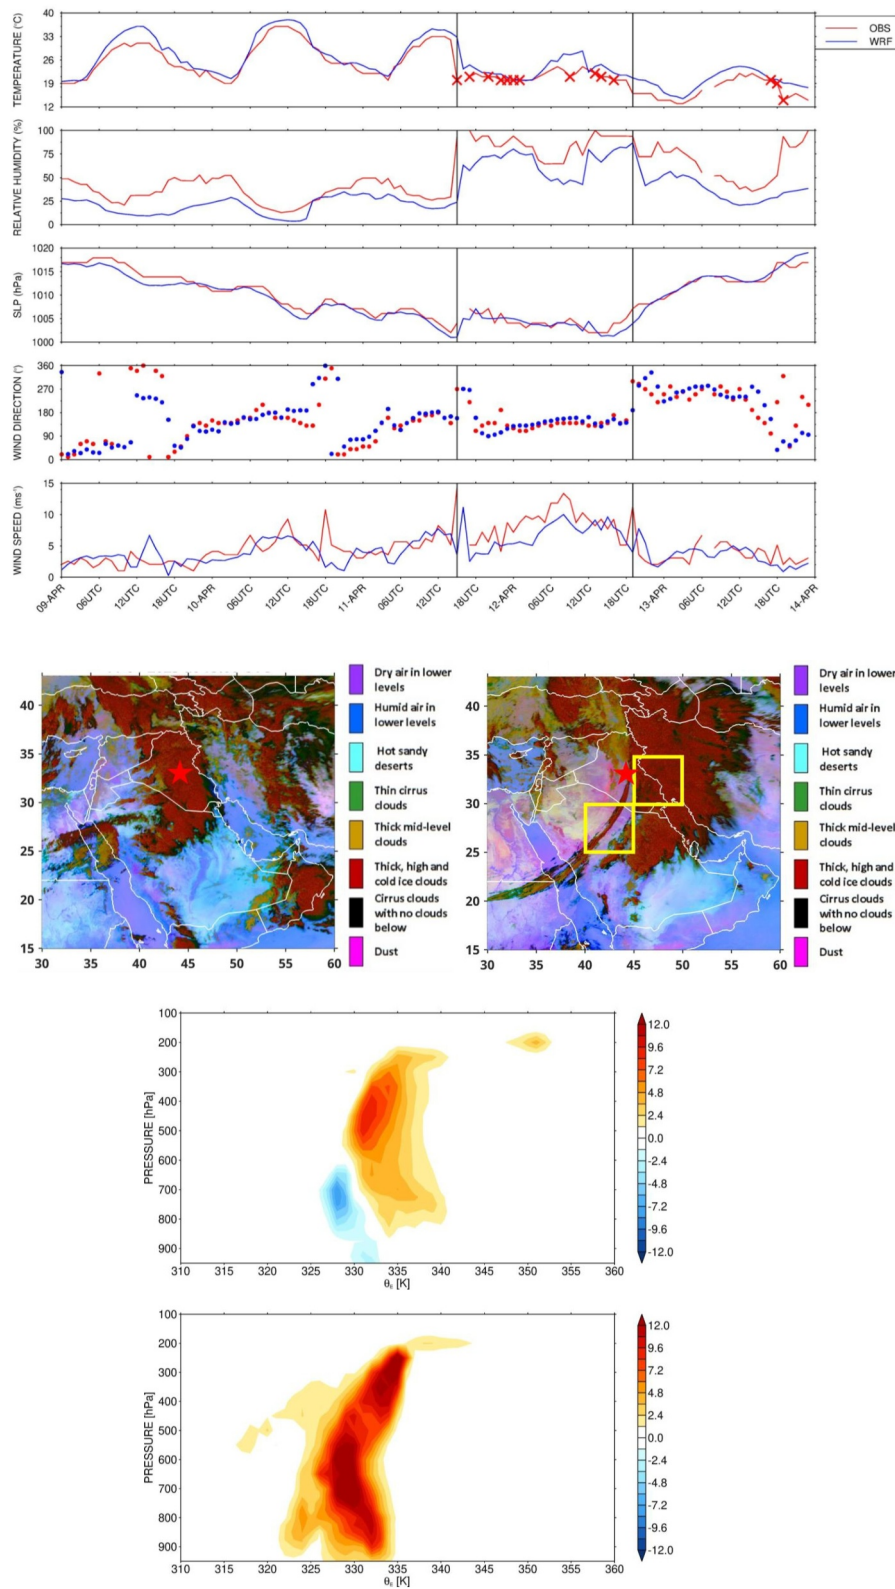 OBS
WRF
TEMPERATURE (°C)
40
33
26
19
12
RELATIVE HUMIDITY (%)
100
75
50
25
0
SLP (hPa)
1020
1015
1010
1005
1000
WIND DIRECTION (°)
360
270
180
90
0
WIND SPEED (ms⁻¹)
15
10
5
0
09-APR 06UTC 12UTC 18UTC 10-APR 06UTC 12UTC 18UTC 11-APR 06UTC 12UTC 18UTC 12-APR 06UTC 12UTC 18UTC 13-APR 06UTC 12UTC 18UTC 14-APR
40
35
30
25
20
15
30 35 40 45 50 55 60
Dry air in lower
levels
Humid air in
lower levels
Hot sandy
deserts
Thin cirrus
clouds
Thick mid-level
clouds
Thick, high and
cold ice clouds
Cirrus clouds
with no clouds
below
Dust
40
35
30
25
20
15
30 35 40 45 50 55 60
Dry air in lower
levels
Humid air in
lower levels
Hot sandy
deserts
Thin cirrus
clouds
Thick mid-level
clouds
Thick, high and
cold ice clouds
Cirrus clouds
with no clouds
below
Dust
PRESSURE [hPa]
100
200
300
400
500
600
700
800
900
310 315 320 325 330 335 340 345 350 355 360
[K]
12.0
9.6
7.2
4.8
2.4
0.0
-2.4
-4.8
-7.2
-9.6
-12.0
PRESSURE [hPa]
100
200
300
400
500
600
700
800
900
310 315 320 325 330 335 340 345 350 355 360
[K]
12.0
9.6
7.2
4.8
2.4
0.0
-2.4
-4.8
-7.2
-9.6
-12.0